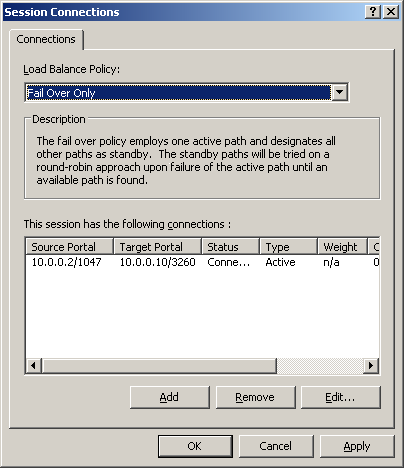 Session Connections
Connections
Load Balance Policy:
Fail Over Only
Description
The fail over policy employs one active path and designates all
other paths as standby. The standby paths will be tried on a
round-robin approach upon failure of the active path until an
available path is found.
This session has the following connections :
Source Portal Target Portal Status Type Weight C
10.0.0.2/1047 10.0.0.10/3260 Conne... Active n/a 0
Add Remove Edit...
OK Cancel Apply